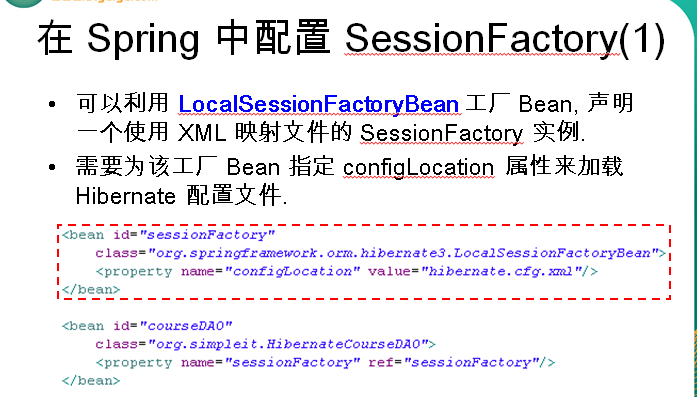 在 Spring 中配置 SessionFactory(1)
• 可以利用 LocalSessionFactoryBean 工厂 Bean, 声明
一个使用 XML 映射文件的 SessionFactory 实例.
• 需要为该工厂 Bean 指定 configLocation 属性来加载
Hibernate 配置文件.
<bean id="sessionFactory"
class="org.springframework.orm.hibernate3.LocalSessionFactoryBean">
<property name="configLocation" value="hibernate.cfg.xml"/>
</bean>
<bean id="courseDAO"
class="org.simpleit.HibernateCourseDAO">
<property name="sessionFactory" ref="sessionFactory"/>
</bean>